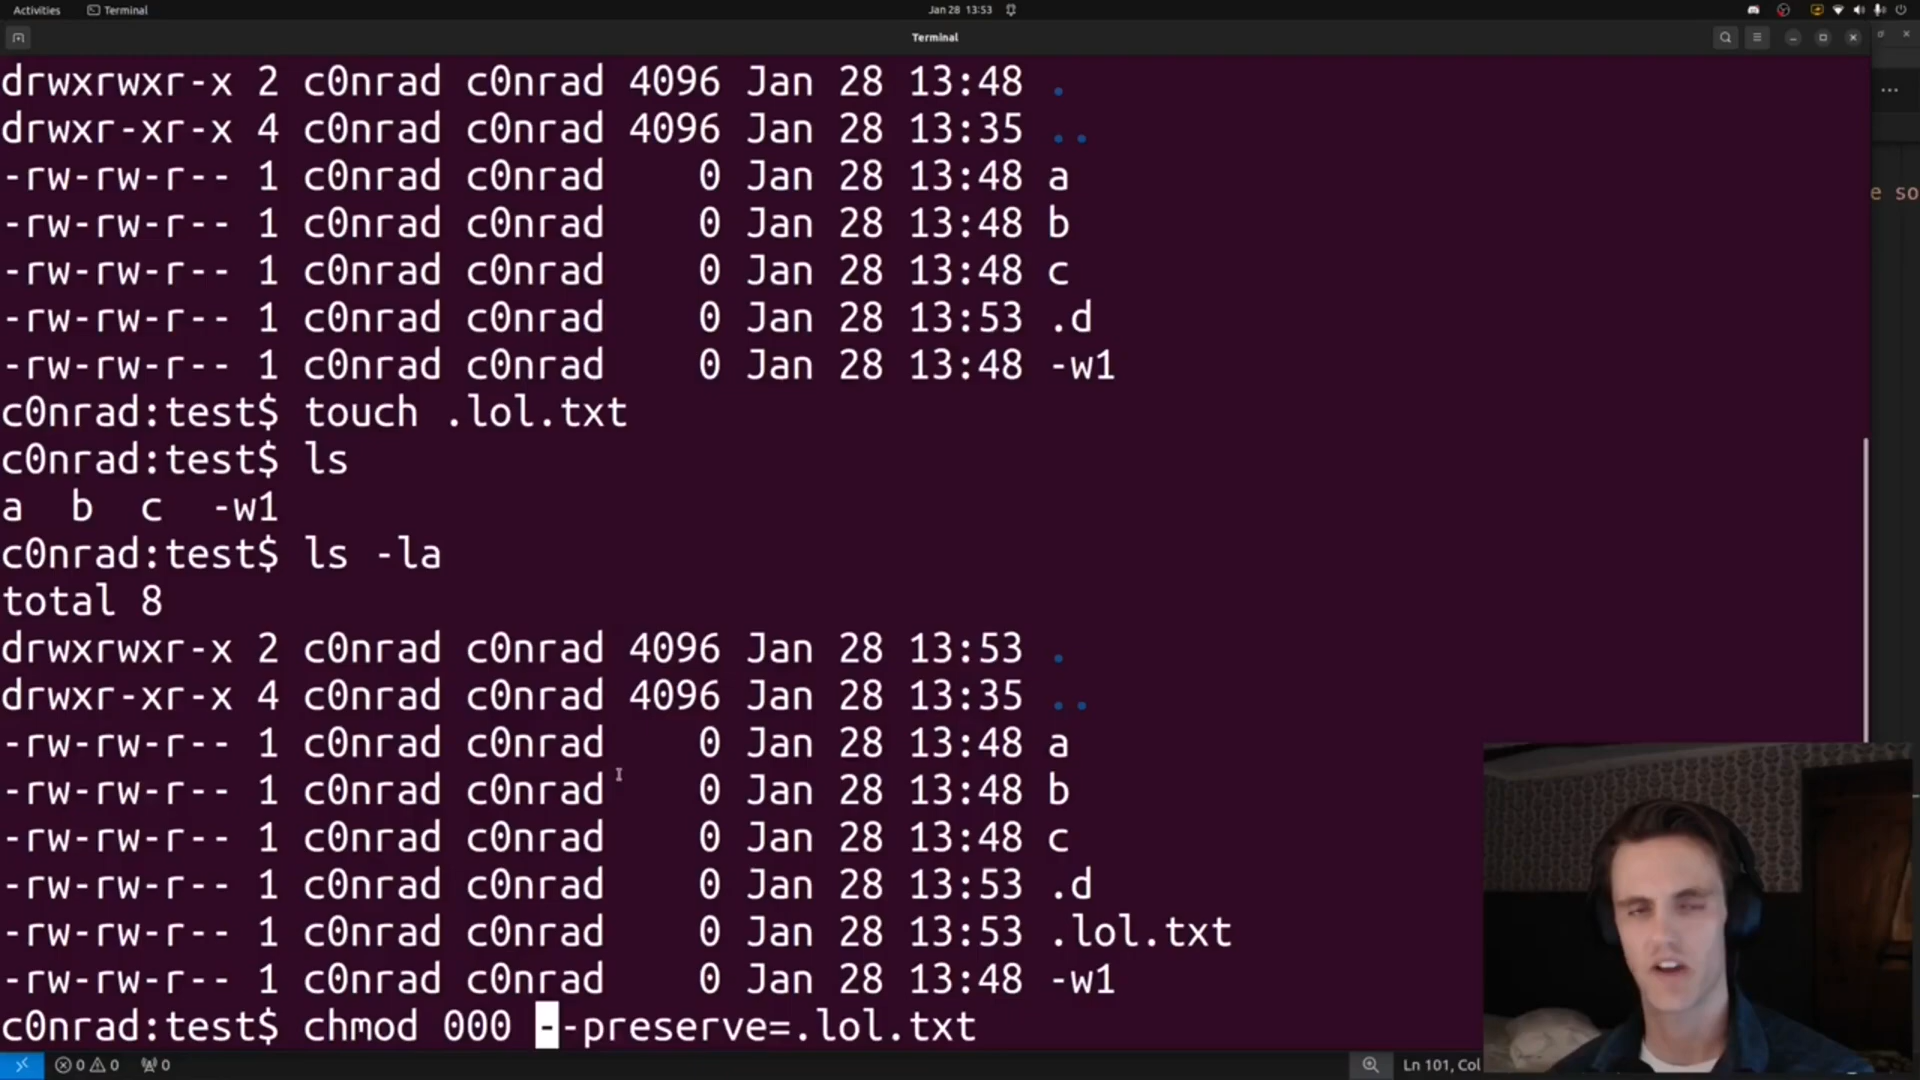 Activities Terminal Jan 28 13:53
Terminal
drwxrwxr-x 2 c0nrad c0nrad 4096 Jan 28 13:48 .
drwxr-xr-x 4 c0nrad c0nrad 4096 Jan 28 13:35 ..
-rw-rw-r-- 1 c0nrad c0nrad 0 Jan 28 13:48 a
-rw-rw-r-- 1 c0nrad c0nrad 0 Jan 28 13:48 b
-rw-rw-r-- 1 c0nrad c0nrad 0 Jan 28 13:48 c
-rw-rw-r-- 1 c0nrad c0nrad 0 Jan 28 13:53 .d
-rw-rw-r-- 1 c0nrad c0nrad 0 Jan 28 13:48 -w1
c0nrad:test$ touch .lol.txt
c0nrad:test$ ls
a b c -w1
c0nrad:test$ ls -la
total 8
drwxrwxr-x 2 c0nrad c0nrad 4096 Jan 28 13:53 .
drwxr-xr-x 4 c0nrad c0nrad 4096 Jan 28 13:35 ..
-rw-rw-r-- 1 c0nrad c0nrad 0 Jan 28 13:48 a
-rw-rw-r-- 1 c0nrad c0nrad 0 Jan 28 13:48 b
-rw-rw-r-- 1 c0nrad c0nrad 0 Jan 28 13:48 c
-rw-rw-r-- 1 c0nrad c0nrad 0 Jan 28 13:53 .d
-rw-rw-r-- 1 c0nrad c0nrad 0 Jan 28 13:53 .lol.txt
-rw-rw-r-- 1 c0nrad c0nrad 0 Jan 28 13:48 -w1
c0nrad:test$ chmod 000 --preserve=.lol.txt
e so
0 0 0 Ln 101, Col